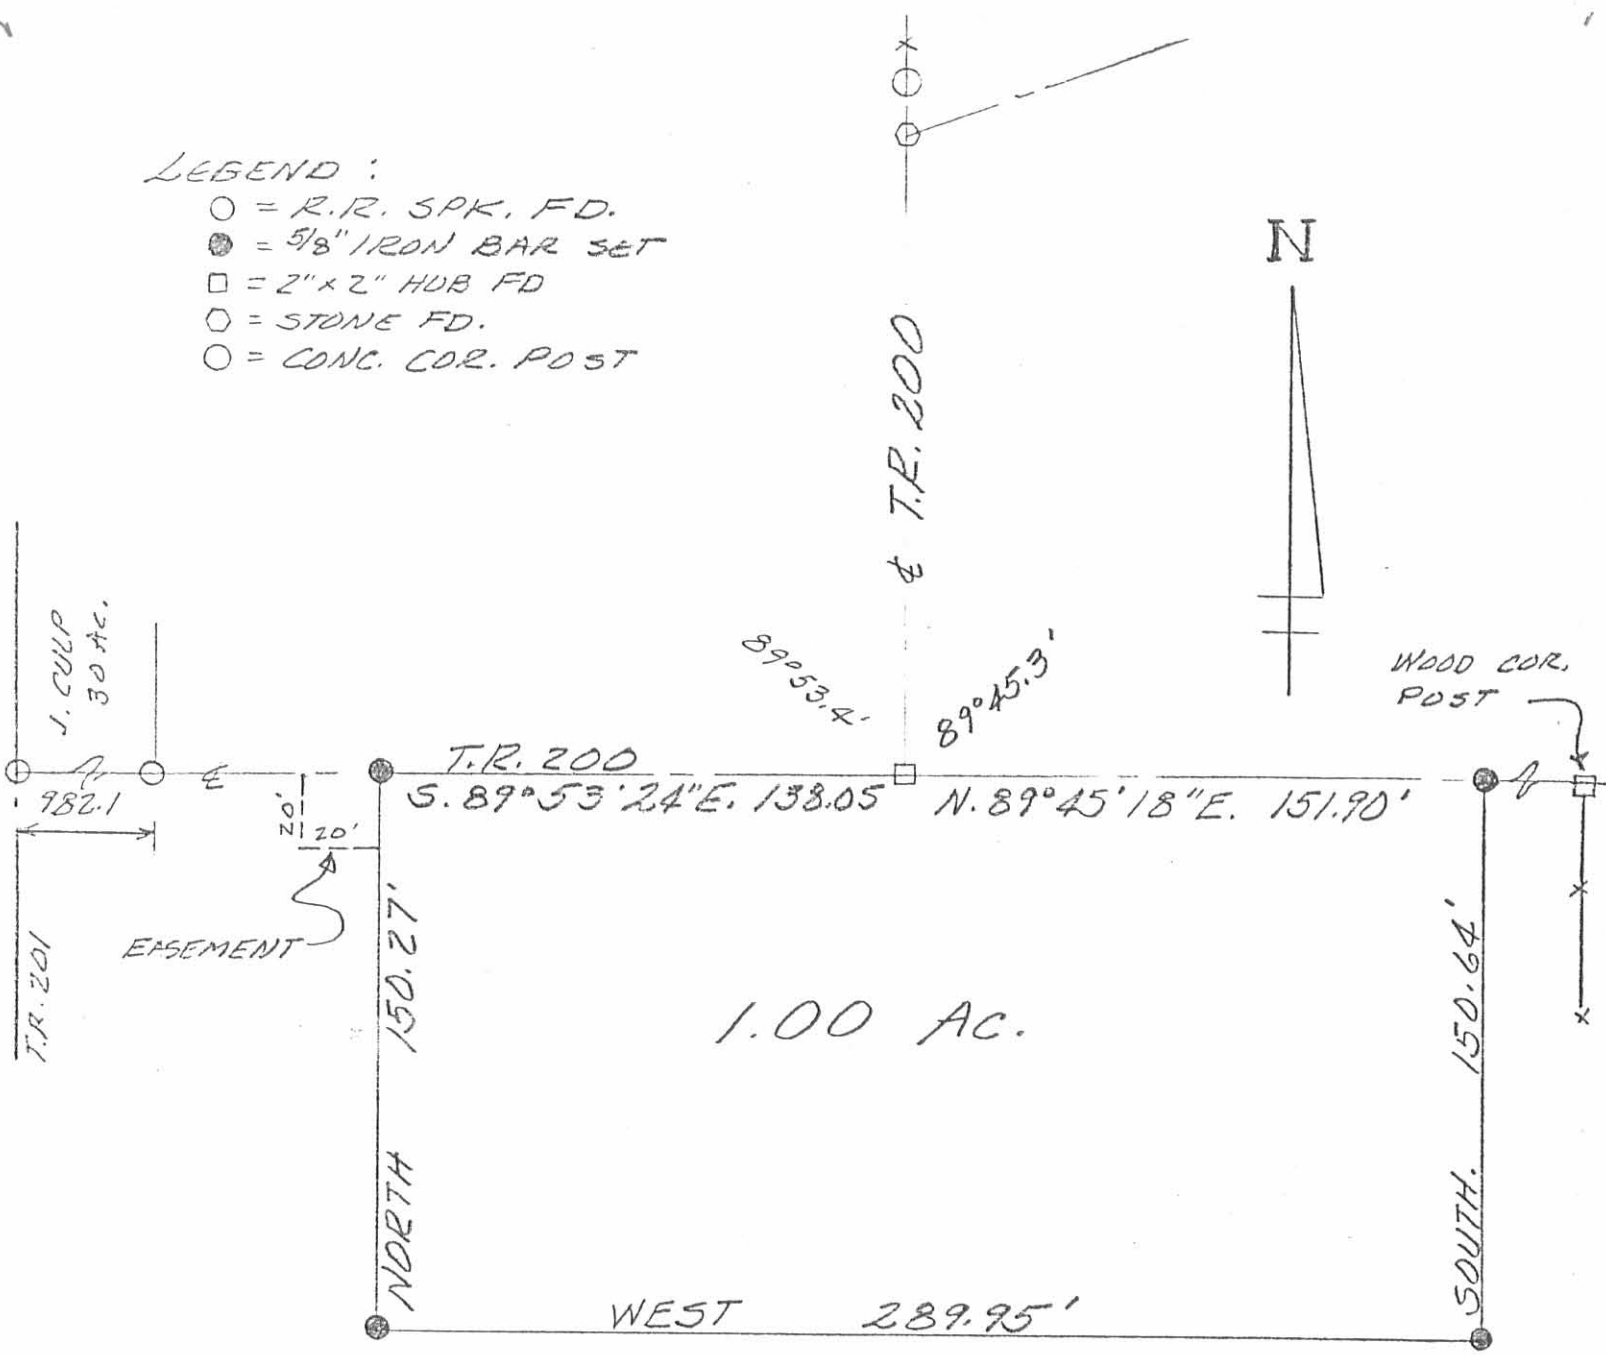 LEGEND :
○ = R.R. SPK. FD.
● = 5/8" IRON BAR SET
□ = 2" x 2" HUB FD
⬡ = STONE FD.
○ = CONC. COR. POST
N
℄ T.R. 200
J. CULP
30 AC.
89°53.4'
89°45.3'
WOOD COR.
POST
T.R. 200
℄
982.1
S. 89°53'24"E. 138.05
N. 89°45'18"E. 151.90'
20'
20'
EASEMENT
T.R. 201
NORTH 150.27'
1.00 AC.
SOUTH. 150.64'
WEST 289.95'